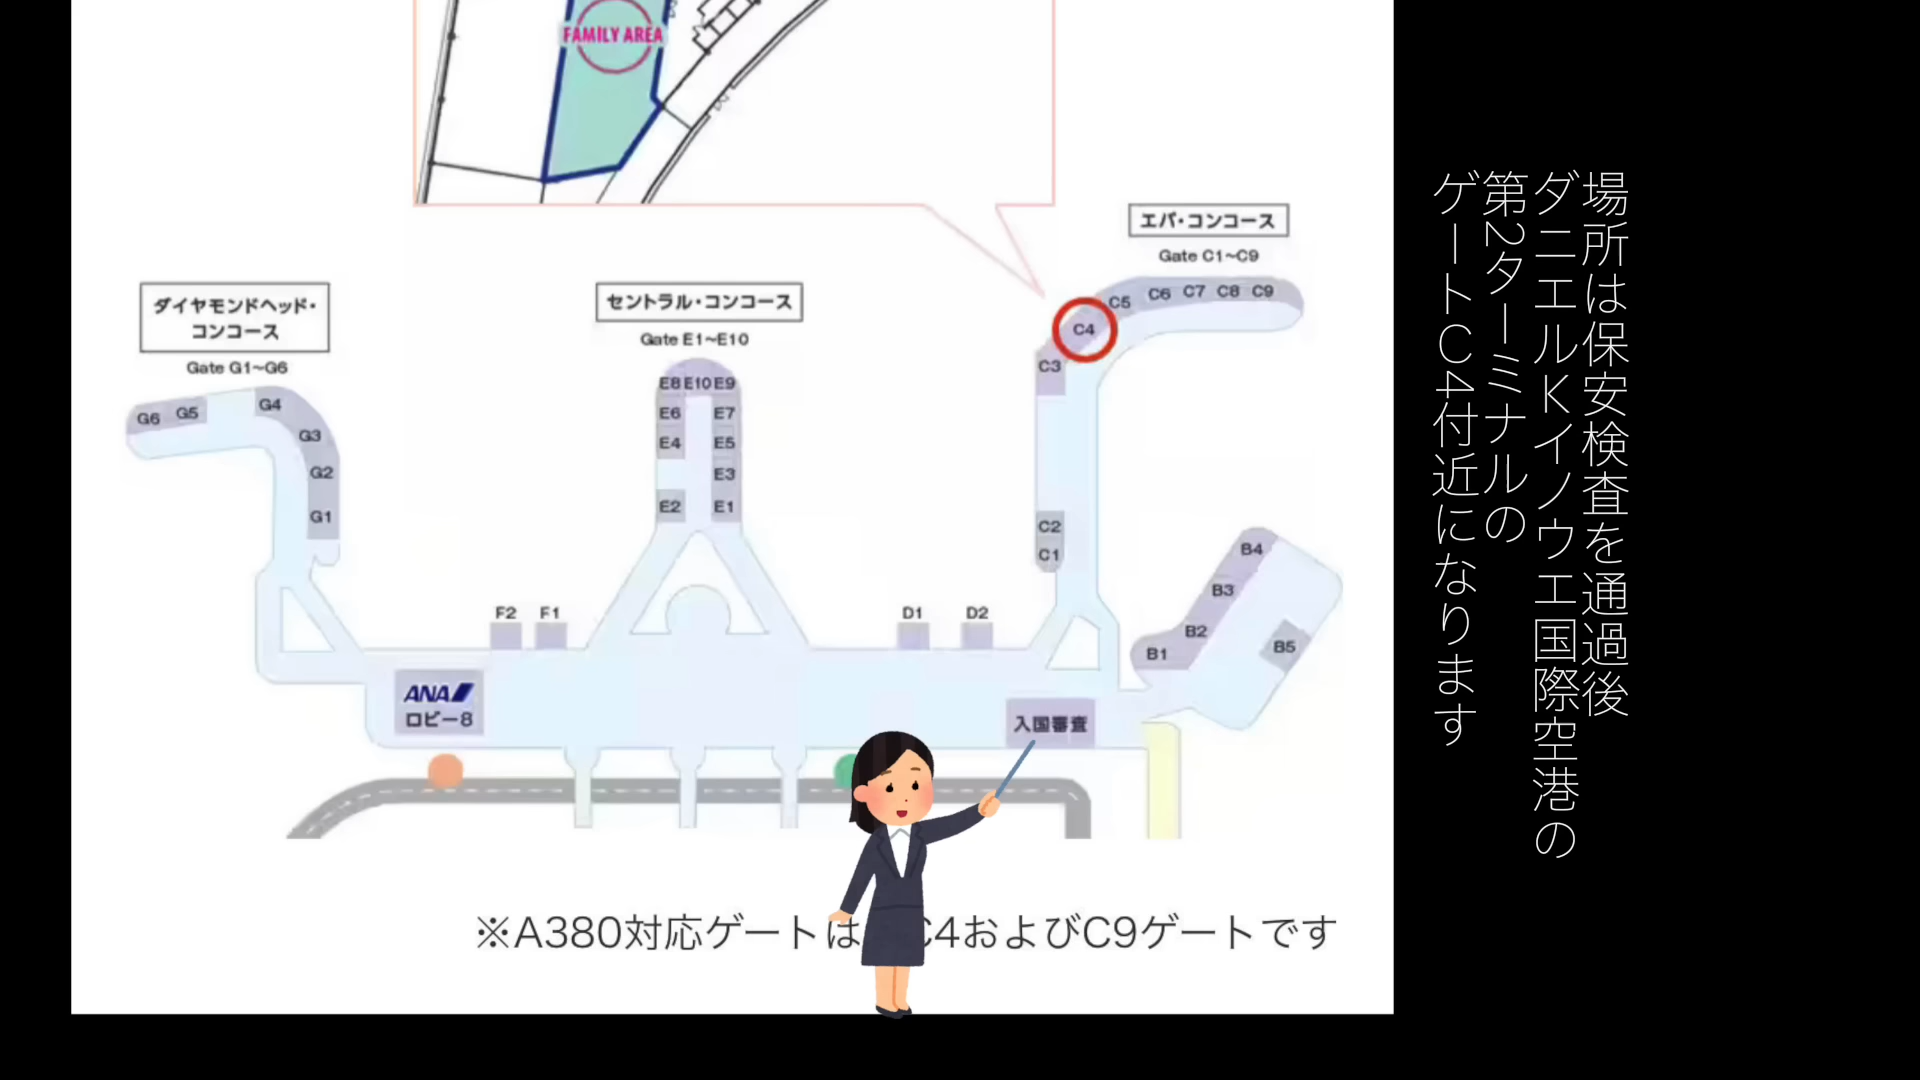 FAMILY AREA
エバ・コンコース
Gate C1~C9
ダイヤモンドヘッド・
コンコース
Gate G1~G6
セントラル・コンコース
Gate E1~E10
C5 C6 C7 C8 C9
C4
C3
C2
C1
G6 G5 G4
G3
G2
G1
E8 E10 E9
E6 E7
E4 E5
E3
E2 E1
F2 F1
D1 D2
B4
B3
B2
B1
B5
ANA
ロビー8
入国審査
※A380対応ゲートは C4およびC9ゲートです
場所は保安検査を通過後
ダニエルKイノウエ国際空港の
第2ターミナルの
ゲートC4付近になります